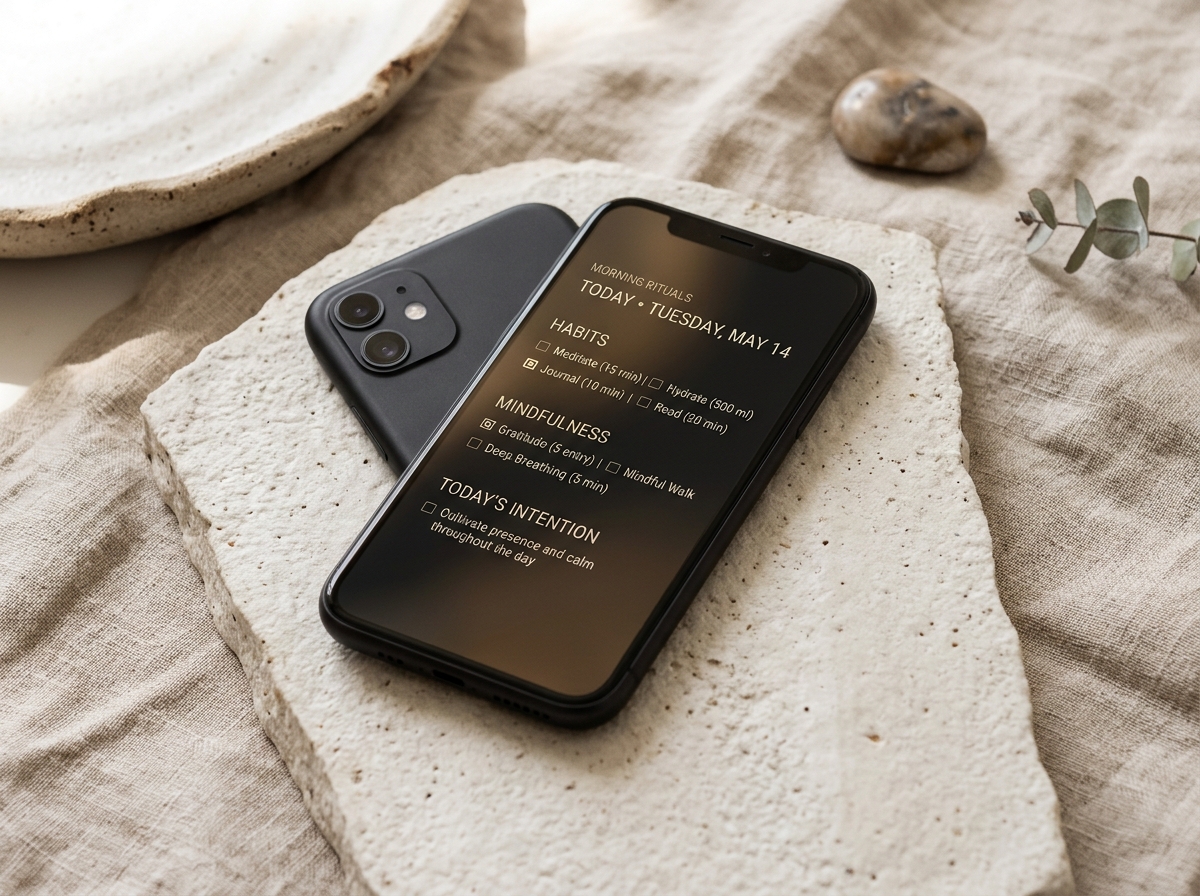 MORNING RITUALS
TODAY • TUESDAY, MAY 14
HABITS
☐ Meditate (15 min) | ☐ Hydrate (500 ml)
Journal (10 min) | ☐ Read (20 min)
MINDFULNESS
Gratitude (5 entry) | ☐ Mindful Walk
☐ Deep Breathing (5 min)
TODAY'S INTENTION
☐ Cultivate presence and calm
throughout the day